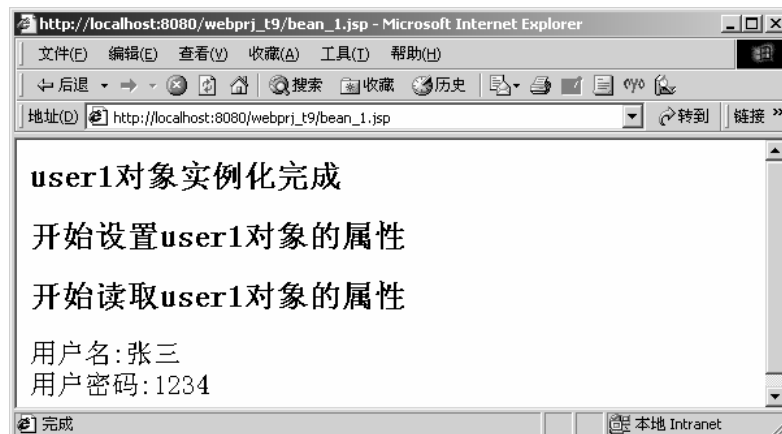 http://localhost:8080/webprj_t9/bean_1.jsp - Microsoft Internet Explorer
文件(F) 编辑(E) 查看(V) 收藏(A) 工具(T) 帮助(H)
后退 搜索 收藏 历史
地址(D) http://localhost:8080/webprj_t9/bean_1.jsp 转到 链接 »
user1对象实例化完成
开始设置user1对象的属性
开始读取user1对象的属性
用户名:张三
用户密码:1234
完成 本地 Intranet